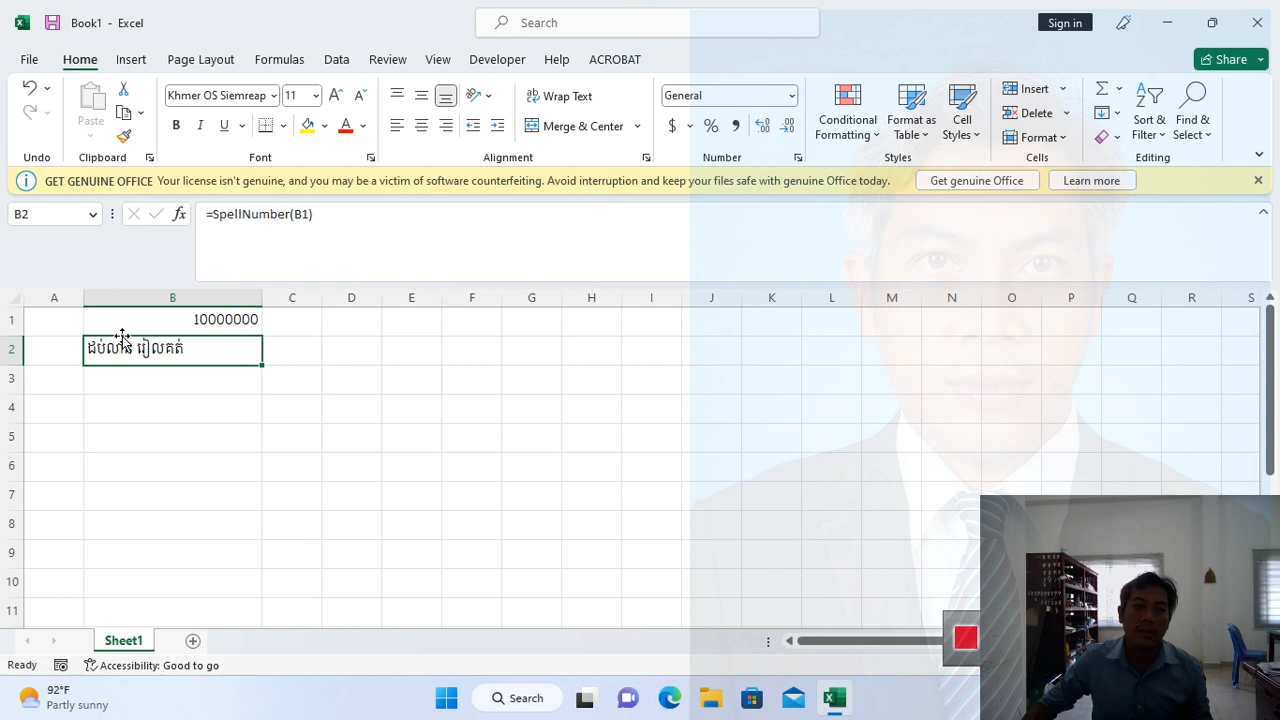 Book1 - Excel
Search
Sign in
File Home Insert Page Layout Formulas Data Review View Developer Help ACROBAT
Share
Paste
Khmer OS Siemreap 11
Wrap Text
Merge & Center
General
Conditional Formatting
Format as Table
Cell Styles
Insert
Delete
Format
Sort & Filter
Find & Select
Undo Clipboard Font Alignment Number Styles Cells Editing
GET GENUINE OFFICE Your license isn't genuine, and you may be a victim of software counterfeiting. Avoid interruption and keep your files safe with genuine Office today. Get genuine Office Learn more
B2 fx =SpellNumber(B1)
A B C D E F G H I J K L M N O P Q R S
1 10000000
2 ដប់លាន រៀលគត់
3
4
5
6
7
8
9
10
11
Sheet1
Ready Accessibility: Good to go
92°F
Partly sunny
Search